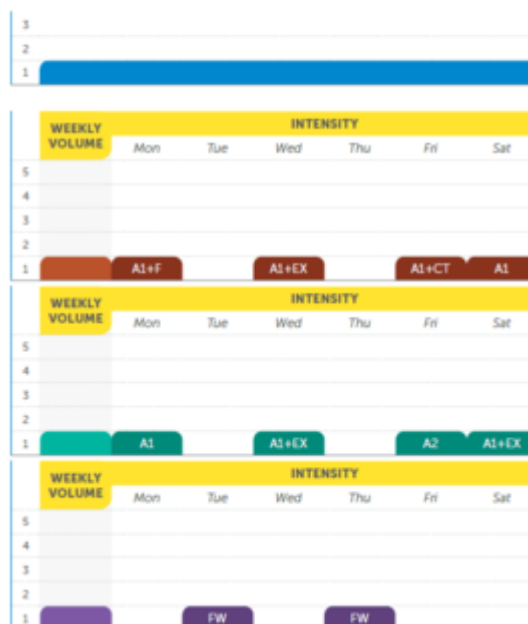 3
2
1
WEEKLY VOLUME INTENSITY
Mon Tue Wed Thu Fri Sat
5
4
3
2
1 A1+F A1+EX A1+CT A1
WEEKLY VOLUME INTENSITY
Mon Tue Wed Thu Fri Sat
5
4
3
2
1 A1 A1+EX A2 A1+EX
WEEKLY VOLUME INTENSITY
Mon Tue Wed Thu Fri Sat
5
4
3
2
1 FW FW